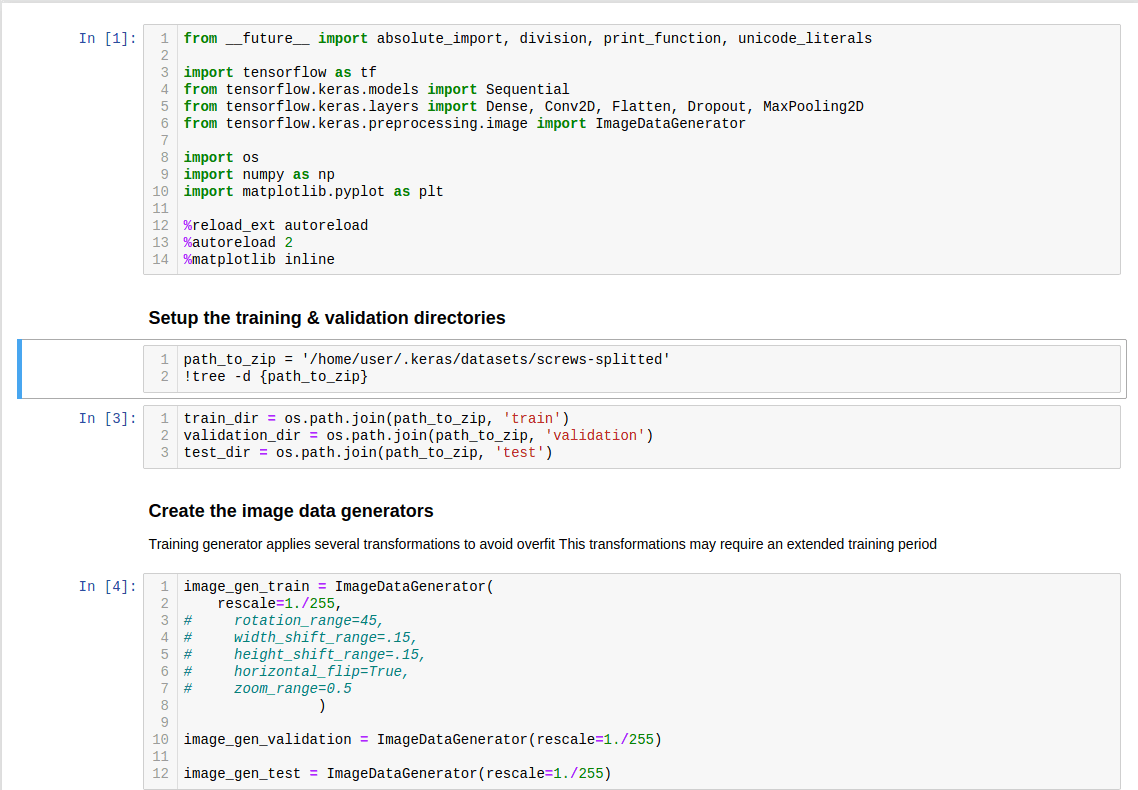 In [1]:
1 from __future__ import absolute_import, division, print_function, unicode_literals
2
3 import tensorflow as tf
4 from tensorflow.keras.models import Sequential
5 from tensorflow.keras.layers import Dense, Conv2D, Flatten, Dropout, MaxPooling2D
6 from tensorflow.keras.preprocessing.image import ImageDataGenerator
7
8 import os
9 import numpy as np
10 import matplotlib.pyplot as plt
11
12 %reload_ext autoreload
13 %autoreload 2
14 %matplotlib inline
Setup the training & validation directories
1 path_to_zip = '/home/user/.keras/datasets/screws-splitted'
2 !tree -d {path_to_zip}
In [3]:
1 train_dir = os.path.join(path_to_zip, 'train')
2 validation_dir = os.path.join(path_to_zip, 'validation')
3 test_dir = os.path.join(path_to_zip, 'test')
Create the image data generators
Training generator applies several transformations to avoid overfit This transformations may require an extended training period
In [4]:
1 image_gen_train = ImageDataGenerator(
2     rescale=1./255,
3 #     rotation_range=45,
4 #     width_shift_range=.15,
5 #     height_shift_range=.15,
6 #     horizontal_flip=True,
7 #     zoom_range=0.5
8                 )
9
10 image_gen_validation = ImageDataGenerator(rescale=1./255)
11
12 image_gen_test = ImageDataGenerator(rescale=1./255)